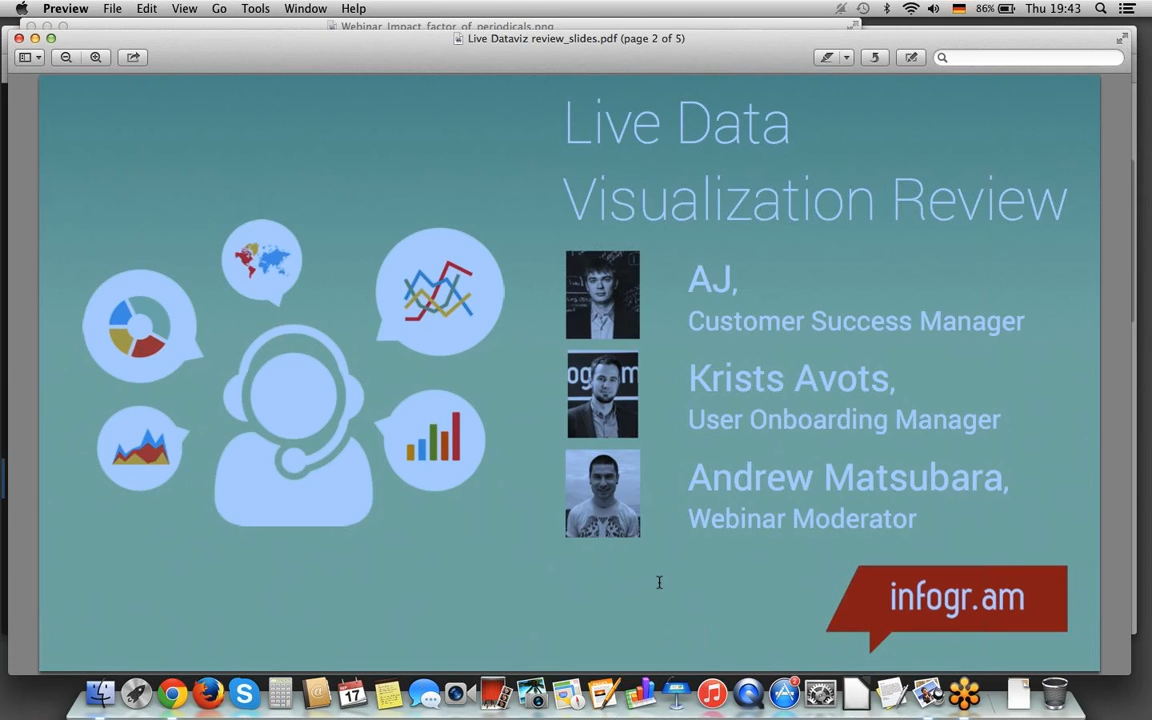 Preview File Edit View Go Tools Window Help 86% Thu 19:43
Webinar_Impact_factor_of_periodicals.png
Live Dataviz review_slides.pdf (page 2 of 5)
Live Data
Visualization Review
AJ,
Customer Success Manager
Krists Avots,
User Onboarding Manager
Andrew Matsubara,
Webinar Moderator
infogr.am
17